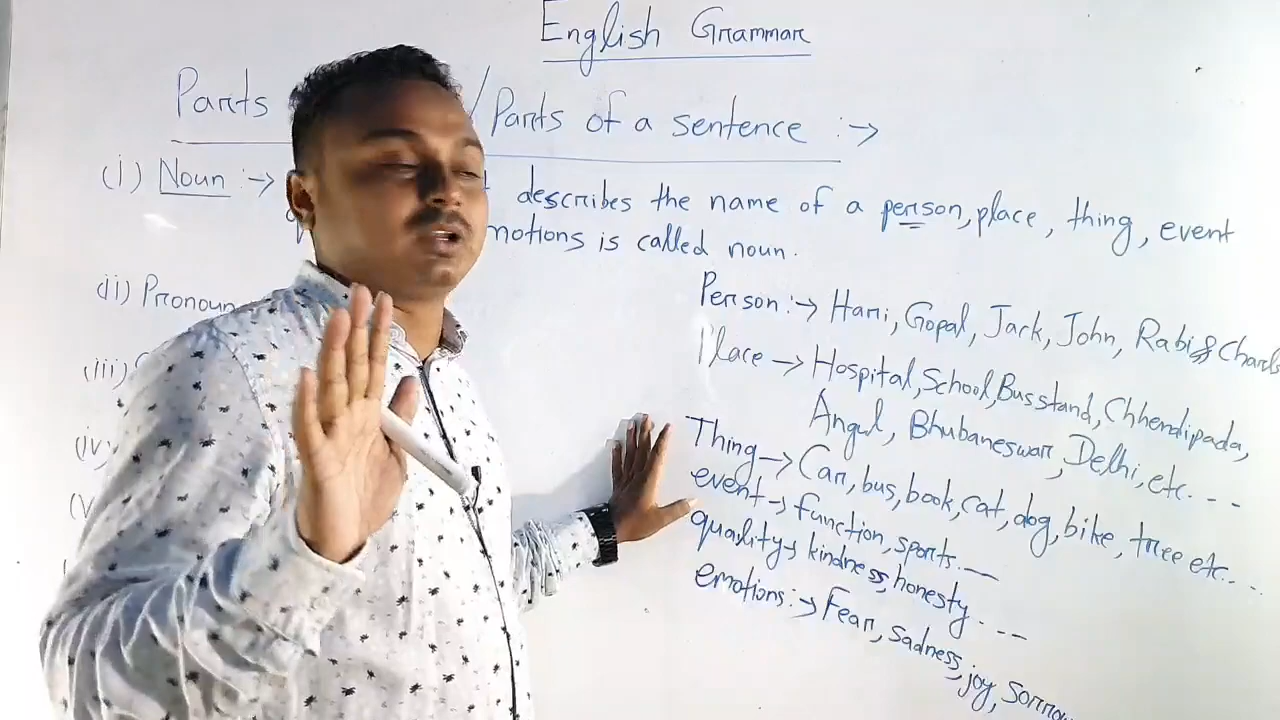 English Grammar
Parts / Parts of a sentence :→
(i) Noun :→ describes the name of a person, place, thing, event
motions is called noun.
(ii) Pronoun
Person :→ Hari, Gopal, Jack, John, Rabi &
(iii)
Place → Hospital, School, Bus stand, Chhendipada,
Angul, Bhubaneswar, Delhi, etc. - - -
(iv)
Thing → Car, bus, book, cat, dog, bike, tree etc. . - .
event → function, sports. —
quality → kindness, honesty - - -
emotions :→ Fear, sadness, joy, sorrow